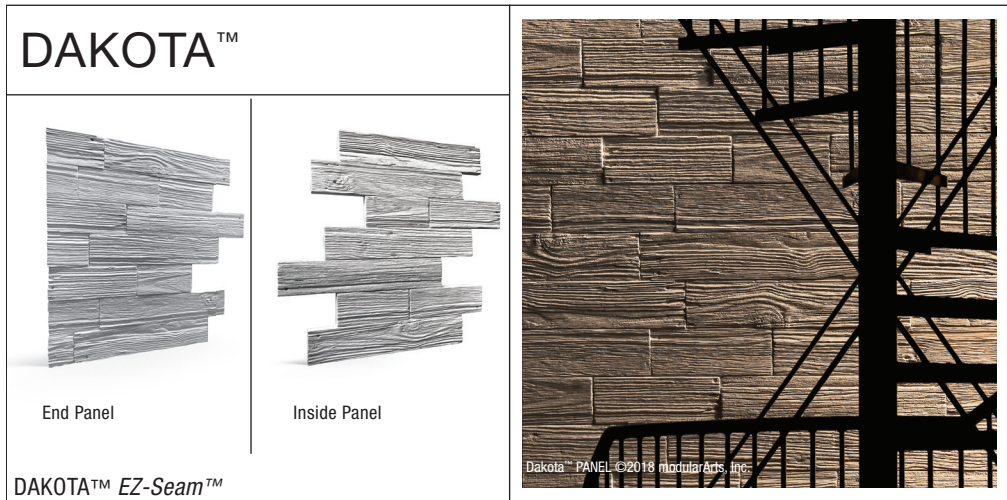 DAKOTA™
End Panel
Inside Panel
DAKOTA™ EZ-Seam™
Dakota™ PANEL ©2018 modularArts, Inc.